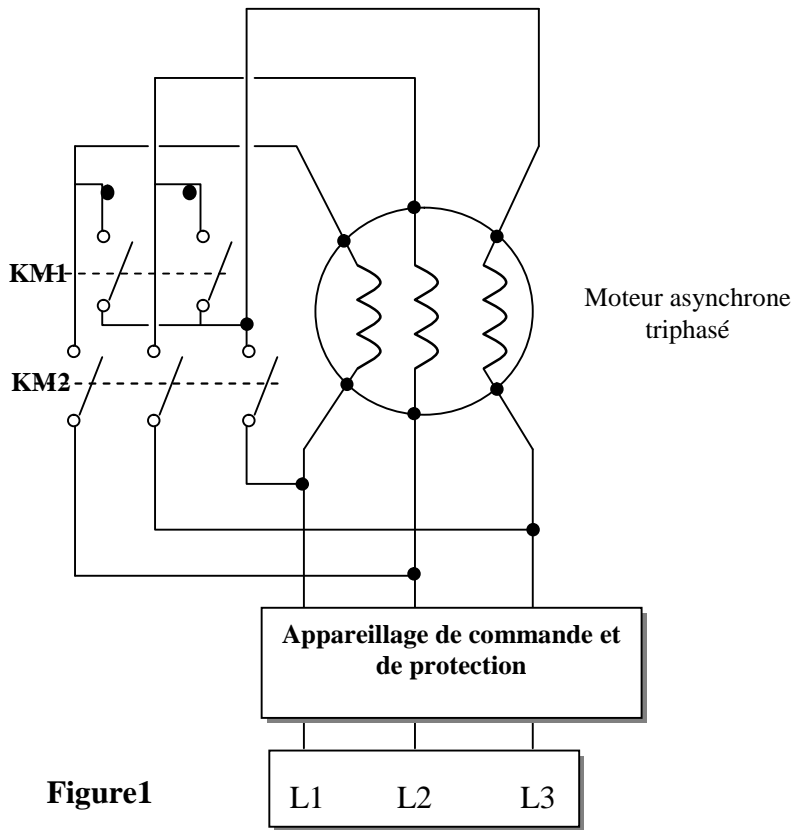 KM1
Moteur asynchrone
triphasé
KM2
Appareillage de commande et
de protection
Figure1
L1 L2 L3